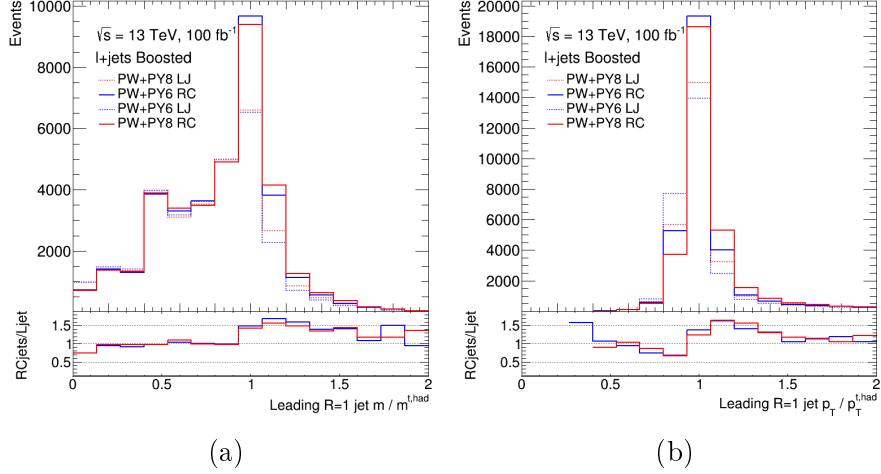 Events
10000
8000
6000
4000
2000
√s = 13 TeV, 100 fb⁻¹
l+jets Boosted
PW+PY8 LJ
PW+PY6 RC
PW+PY6 LJ
PW+PY8 RC
RCjets/Ljet
1.5
1
0.5
0 0.5 1 1.5 2
Leading R=1 jet m / m^{t,had}
(a)
Events
20000
18000
16000
14000
12000
10000
8000
6000
4000
2000
√s = 13 TeV, 100 fb⁻¹
l+jets Boosted
PW+PY8 LJ
PW+PY6 RC
PW+PY6 LJ
PW+PY8 RC
RCjets/Ljet
1.5
1
0.5
0 0.5 1 1.5 2
Leading R=1 jet p_T / p_T^{t,had}
(b)